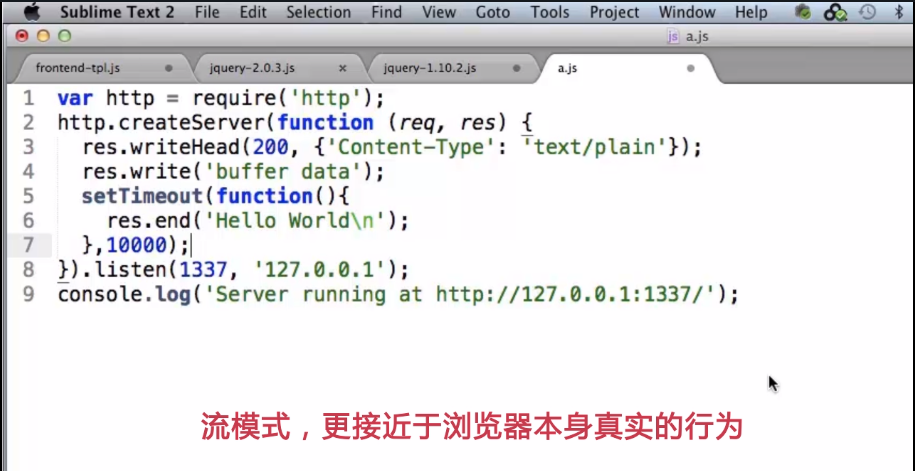 Sublime Text 2 File Edit Selection Find View Goto Tools Project Window Help
js a.js
frontend-tpl.js jquery-2.0.3.js × jquery-1.10.2.js a.js
1 var http = require('http');
2 http.createServer(function (req, res) {
3 res.writeHead(200, {'Content-Type': 'text/plain'});
4 res.write('buffer data');
5 setTimeout(function(){
6 res.end('Hello World\n');
7 },10000);
8 }).listen(1337, '127.0.0.1');
9 console.log('Server running at http://127.0.0.1:1337/');
流模式，更接近于浏览器本身真实的行为